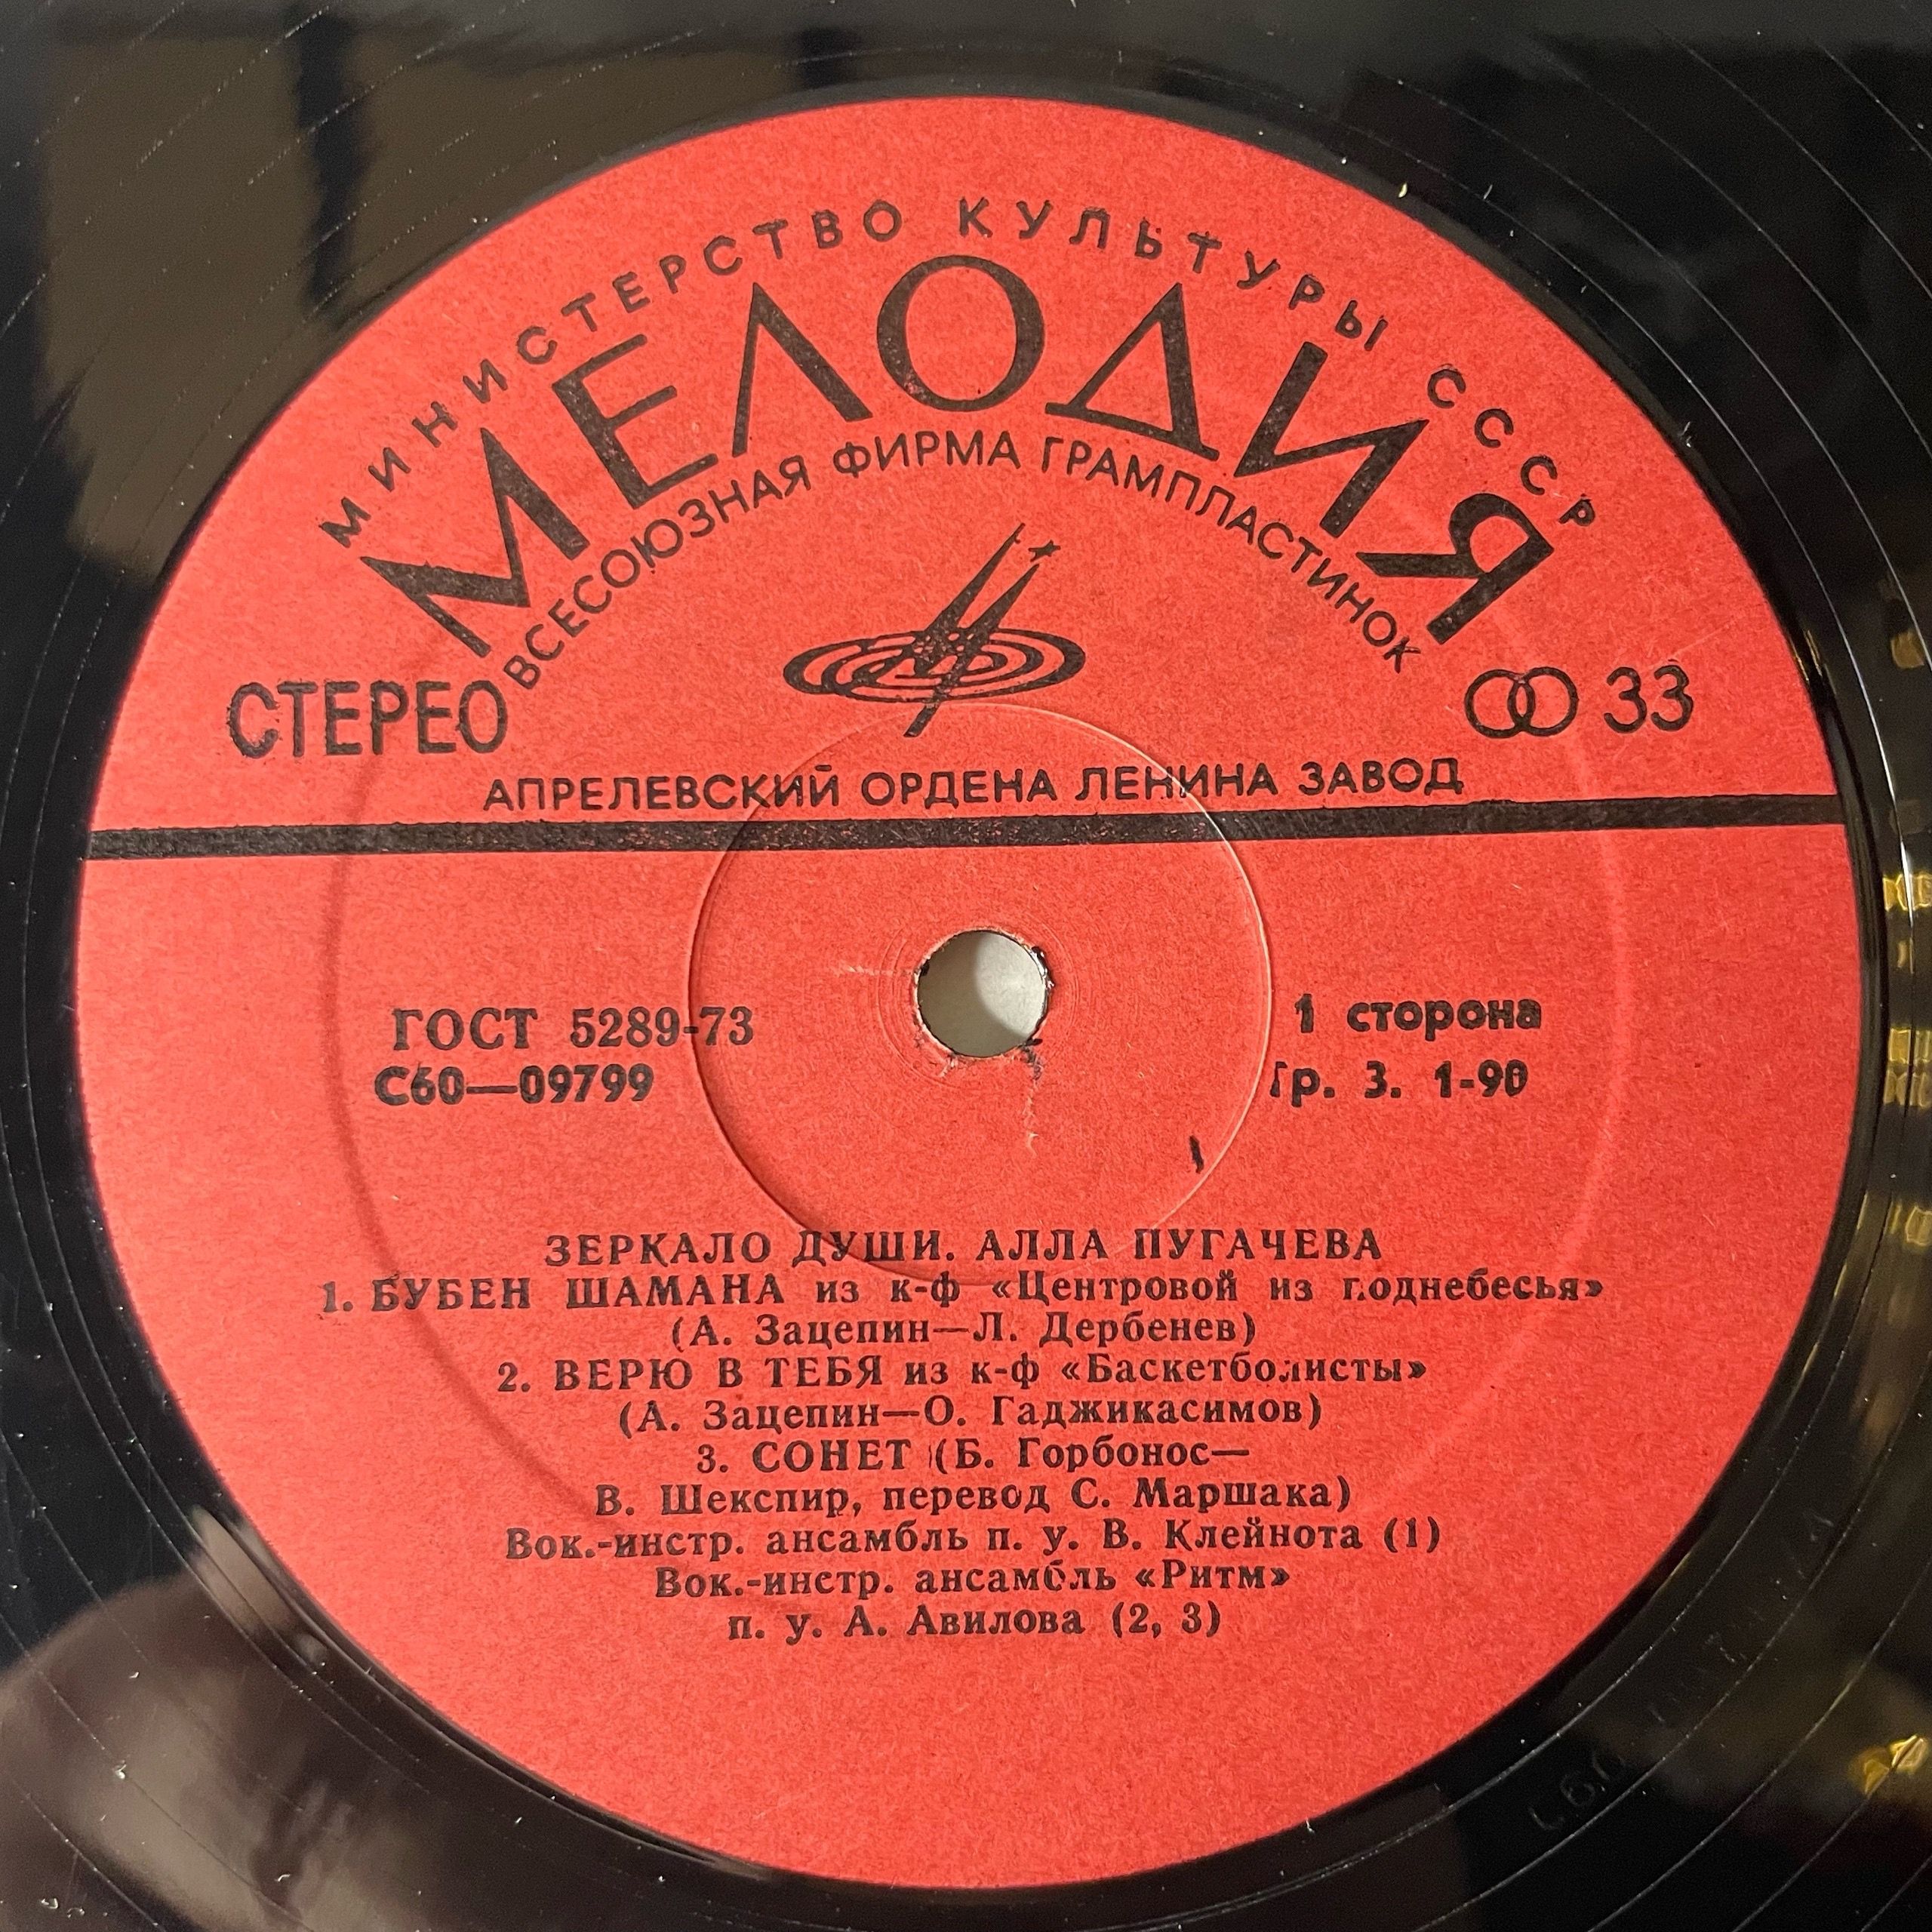 МИНИСТЕРСТВО КУЛЬТУРЫ СССР
МЕЛОДИЯ
ВСЕСОЮЗНАЯ ФИРМА ГРАМПЛАСТИНОК
СТЕРЕО
33
АПРЕЛЕВСКИЙ ОРДЕНА ЛЕНИНА ЗАВОД
ГОСТ 5289-73
1 сторона
С60—09799
Гр. 3. 1-90
ЗЕРКАЛО ДУШИ. АЛЛА ПУГАЧЕВА
1. БУБЕН ШАМАНА из к-ф «Центровой из поднебесья»
(А. Зацепин—Л. Дербенев)
2. ВЕРЮ В ТЕБЯ из к-ф «Баскетболисты»
(А. Зацепин—О. Гаджикасимов)
3. СОНЕТ (Б. Горбонос—
В. Шекспир, перевод С. Маршака)
Вок.-инстр. ансамбль п. у. В. Клейнота (1)
Вок.-инстр. ансамбль «Ритм»
п. у. А. Авилова (2, 3)